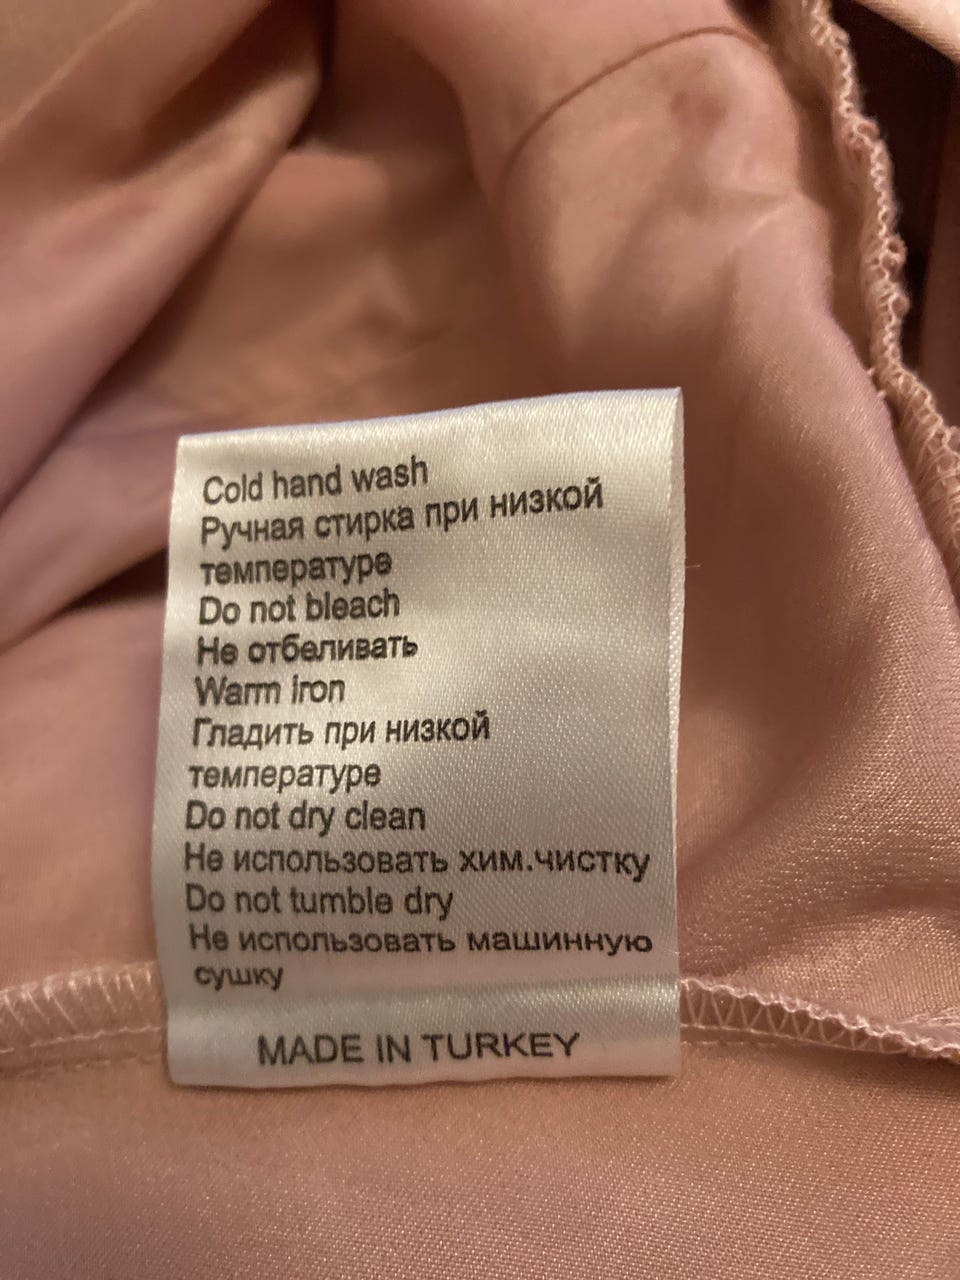 Cold hand wash
Ручная стирка при низкой
температуре
Do not bleach
Не отбеливать
Warm iron
Гладить при низкой
температуре
Do not dry clean
Не использовать хим.чистку
Do not tumble dry
Не использовать машинную
сушку
MADE IN TURKEY